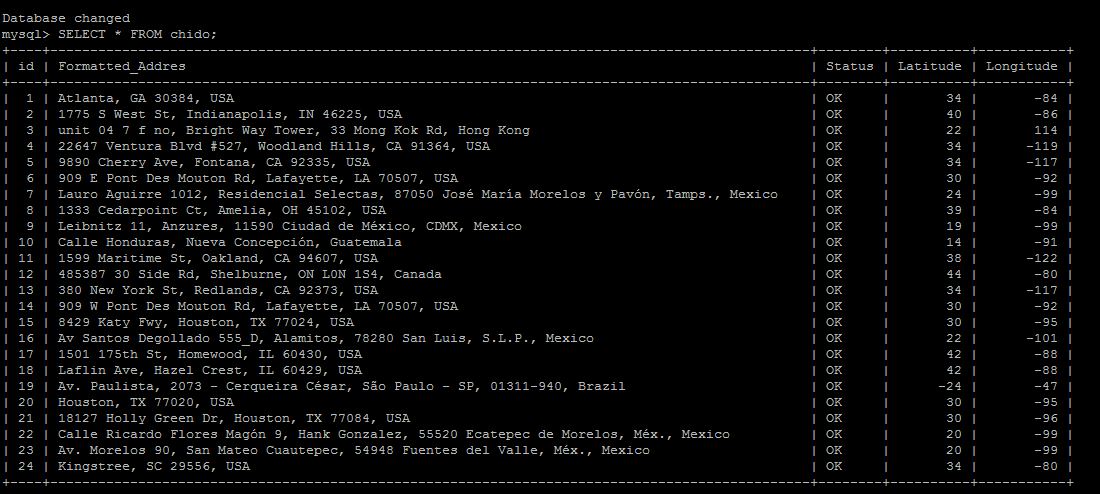 Database changed
mysql> SELECT * FROM chido;
+----+------------------------------------------------------------------------------------------------+--------+----------+-----------+
| id | Formatted_Addres | Status | Latitude | Longitude |
+----+------------------------------------------------------------------------------------------------+--------+----------+-----------+
| 1 | Atlanta, GA 30384, USA | OK | 34 | -84 |
| 2 | 1775 S West St, Indianapolis, IN 46225, USA | OK | 40 | -86 |
| 3 | unit 04 7 f no, Bright Way Tower, 33 Mong Kok Rd, Hong Kong | OK | 22 | 114 |
| 4 | 22647 Ventura Blvd #527, Woodland Hills, CA 91364, USA | OK | 34 | -119 |
| 5 | 9890 Cherry Ave, Fontana, CA 92335, USA | OK | 34 | -117 |
| 6 | 909 E Pont Des Mouton Rd, Lafayette, LA 70507, USA | OK | 30 | -92 |
| 7 | Lauro Aguirre 1012, Residencial Selectas, 87050 José María Morelos y Pavón, Tamps., Mexico | OK | 24 | -99 |
| 8 | 1333 Cedarpoint Ct, Amelia, OH 45102, USA | OK | 39 | -84 |
| 9 | Leibnitz 11, Anzures, 11590 Ciudad de México, CDMX, Mexico | OK | 19 | -99 |
| 10 | Calle Honduras, Nueva Concepción, Guatemala | OK | 14 | -91 |
| 11 | 1599 Maritime St, Oakland, CA 94607, USA | OK | 38 | -122 |
| 12 | 485387 30 Side Rd, Shelburne, ON L0N 1S4, Canada | OK | 44 | -80 |
| 13 | 380 New York St, Redlands, CA 92373, USA | OK | 34 | -117 |
| 14 | 909 W Pont Des Mouton Rd, Lafayette, LA 70507, USA | OK | 30 | -92 |
| 15 | 8429 Katy Fwy, Houston, TX 77024, USA | OK | 30 | -95 |
| 16 | Av Santos Degollado 555_D, Alamitos, 78280 San Luis, S.L.P., Mexico | OK | 22 | -101 |
| 17 | 1501 175th St, Homewood, IL 60430, USA | OK | 42 | -88 |
| 18 | Laflin Ave, Hazel Crest, IL 60429, USA | OK | 42 | -88 |
| 19 | Av. Paulista, 2073 - Cerqueira César, São Paulo - SP, 01311-940, Brazil | OK | -24 | -47 |
| 20 | Houston, TX 77020, USA | OK | 30 | -95 |
| 21 | 18127 Holly Green Dr, Houston, TX 77084, USA | OK | 30 | -96 |
| 22 | Calle Ricardo Flores Magón 9, Hank Gonzalez, 55520 Ecatepec de Morelos, Méx., Mexico | OK | 20 | -99 |
| 23 | Av. Morelos 90, San Mateo Cuautepec, 54948 Fuentes del Valle, Méx., Mexico | OK | 20 | -99 |
| 24 | Kingstree, SC 29556, USA | OK | 34 | -80 |
+----+------------------------------------------------------------------------------------------------+--------+----------+-----------+